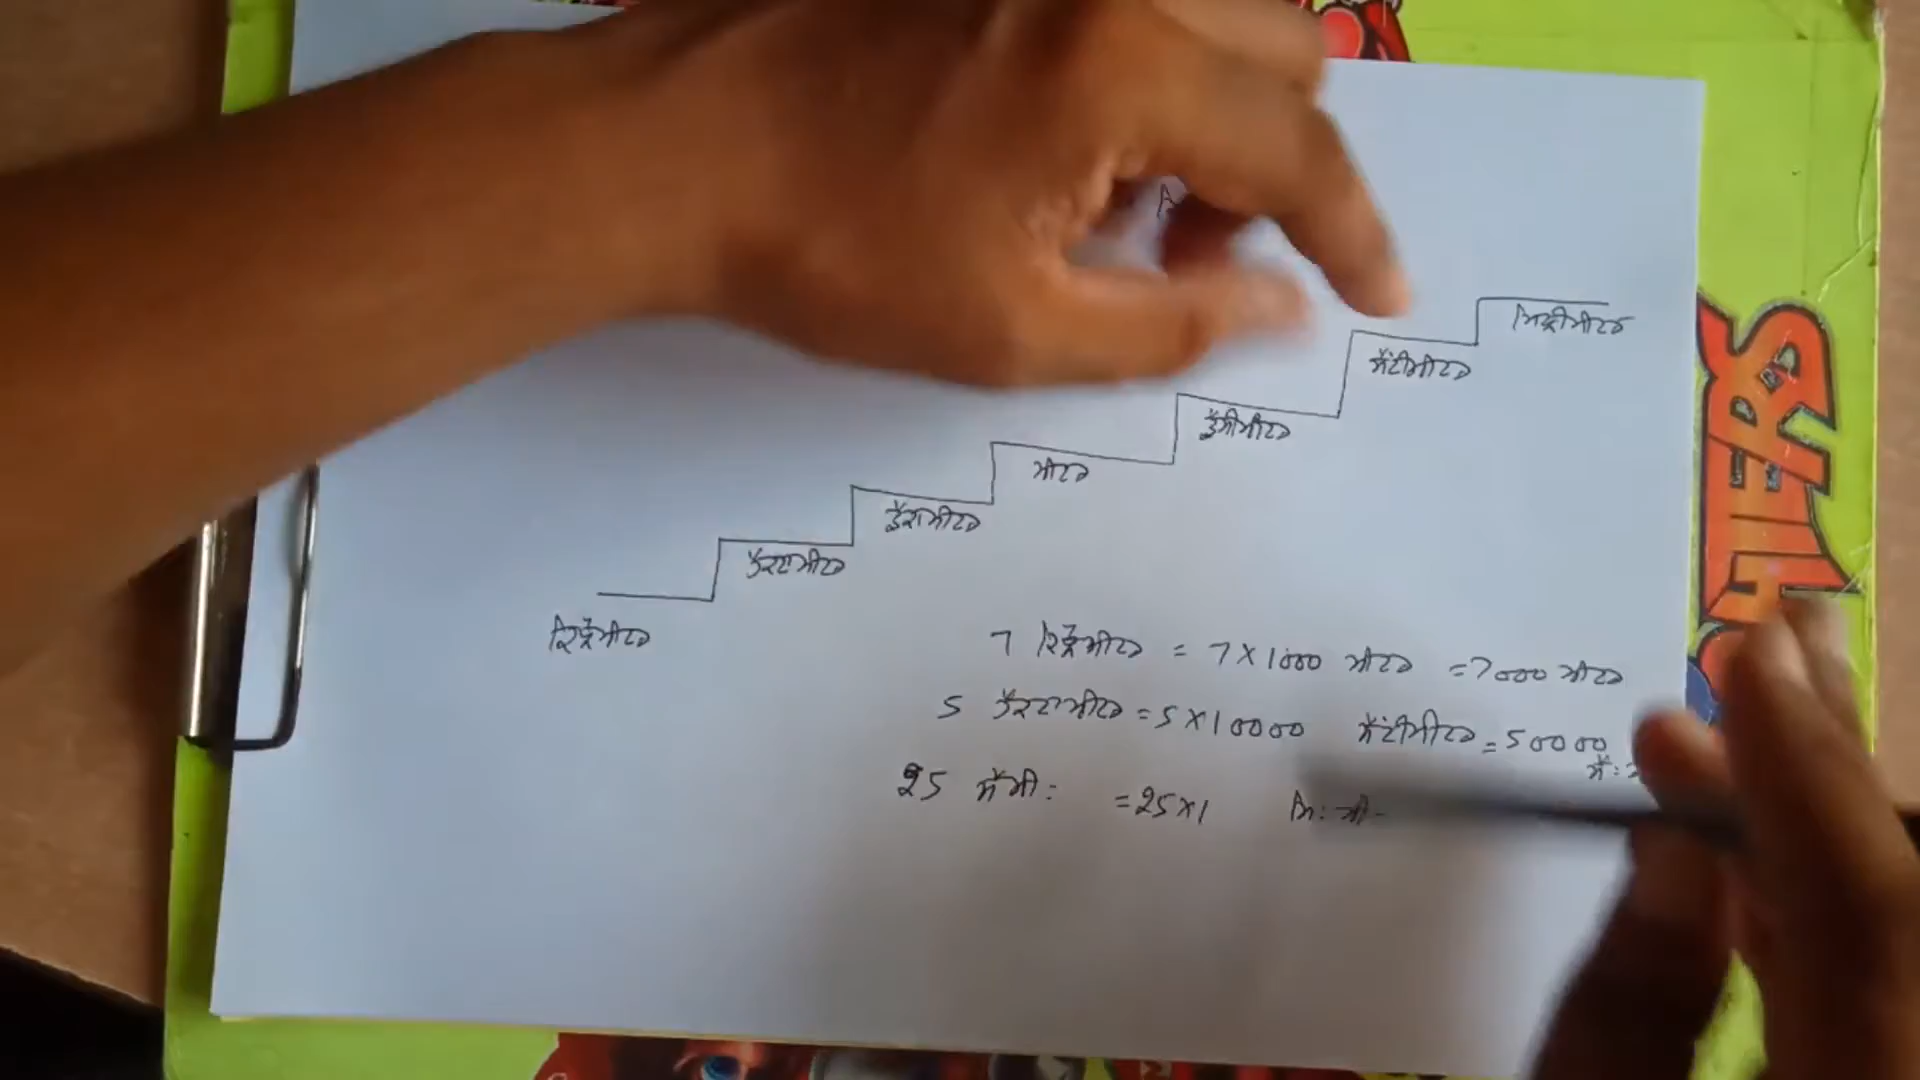 ਮਿਲੀਮੀਟਰ
ਸੈਂਟੀਮੀਟਰ
ਡੈਸੀਮੀਟਰ
ਮੀਟਰ
ਡੈਕਾਮੀਟਰ
ਹੈਕਟਾਮੀਟਰ
ਕਿਲੋਮੀਟਰ
7 ਕਿਲੋਮੀਟਰ = 7 × 1000 ਮੀਟਰ = 7000 ਮੀਟਰ
5 ਹੈਕਟਾਮੀਟਰ = 5 × 10000 ਸੈਂਟੀਮੀਟਰ = 50000
ਸੈਂ:
25 ਸੈਂਮੀ: = 25 × 1 ਮਿ: ਮੀ: